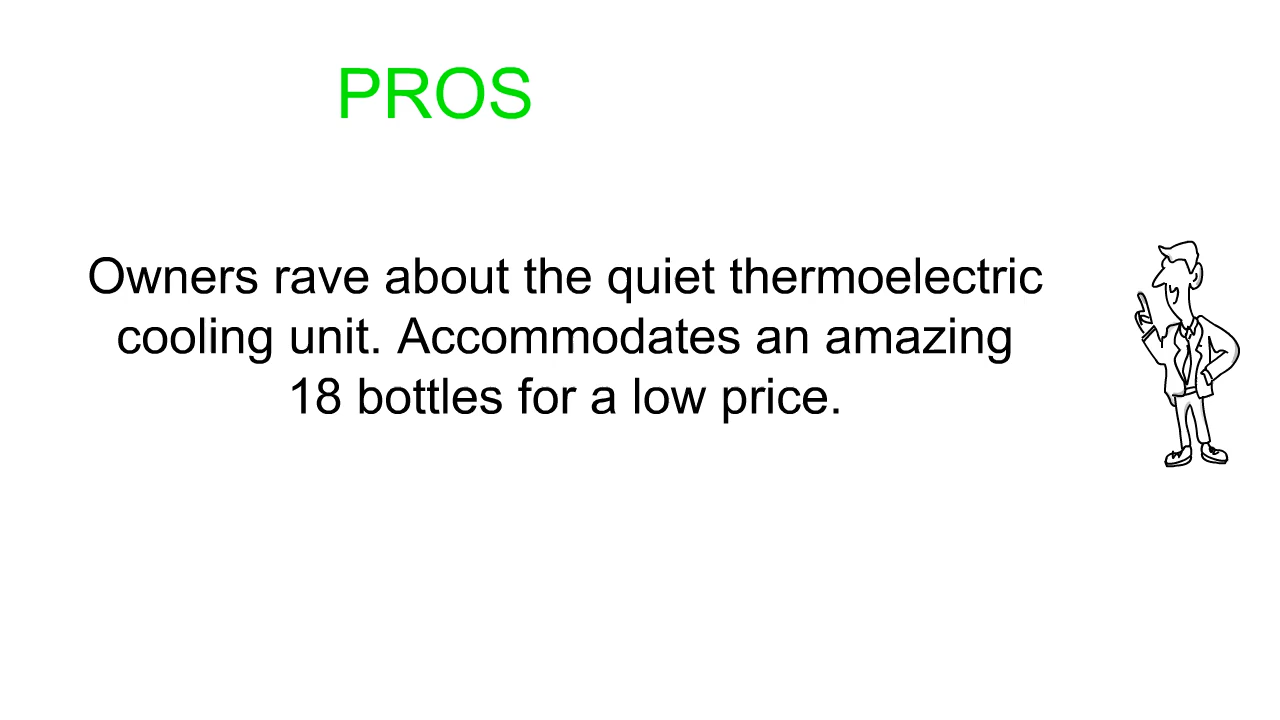 PROS
Owners rave about the quiet thermoelectric
cooling unit. Accommodates an amazing
18 bottles for a low price.